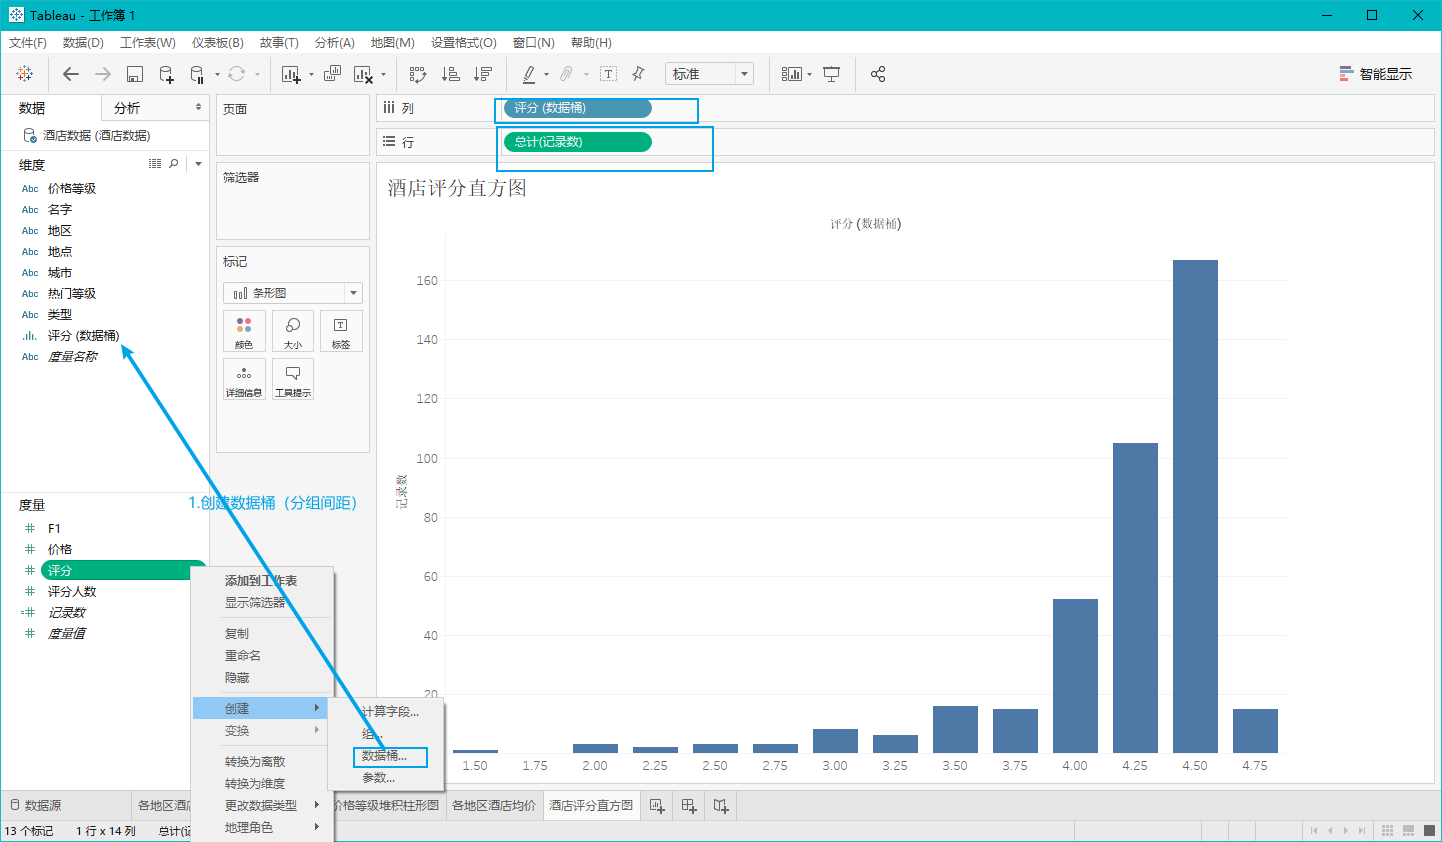 Tableau - 工作簿 1
文件(F) 数据(D) 工作表(W) 仪表板(B) 故事(T) 分析(A) 地图(M) 设置格式(O) 窗口(N) 帮助(H)
标准
智能显示
数据 分析
酒店数据 (酒店数据)
维度
Abc 价格等级
Abc 名字
Abc 地区
Abc 地点
Abc 城市
Abc 热门等级
Abc 类型
评分 (数据桶)
Abc 度量名称
度量
F1
价格
评分
评分人数
记录数
度量值
页面
筛选器
标记
条形图
颜色 大小 标签
详细信息 工具提示
1.创建数据桶（分组间距）
添加到工作表
显示筛选器
复制
重命名
隐藏
创建
变换
转换为离散
转换为维度
更改数据类型
地理角色
计算字段...
组...
数据桶...
参数...
列 评分 (数据桶)
行 总计(记录数)
酒店评分直方图
评分 (数据桶)
记录数
160
140
120
100
80
60
40
20
1.50 1.75 2.00 2.25 2.50 2.75 3.00 3.25 3.50 3.75 4.00 4.25 4.50 4.75
数据源 各地区酒店 价格等级堆积柱形图 各地区酒店均价 酒店评分直方图
13 个标记 1 行 x 14 列 总计(记